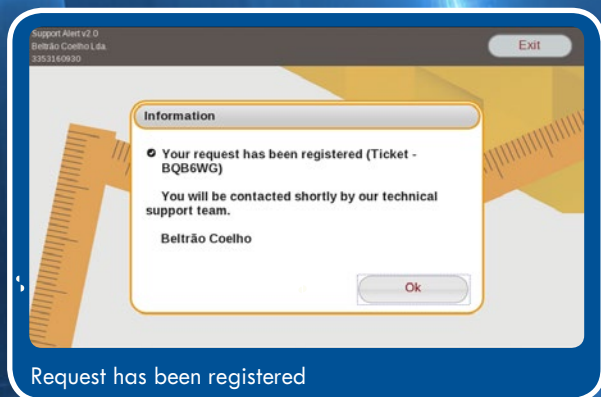 Support Alert v2.0
Beltrão Coelho Lda.
3353160930
Exit
Information
Your request has been registered (Ticket -
BQB6WG)
You will be contacted shortly by our technical
support team.
Beltrão Coelho
Ok
Request has been registered